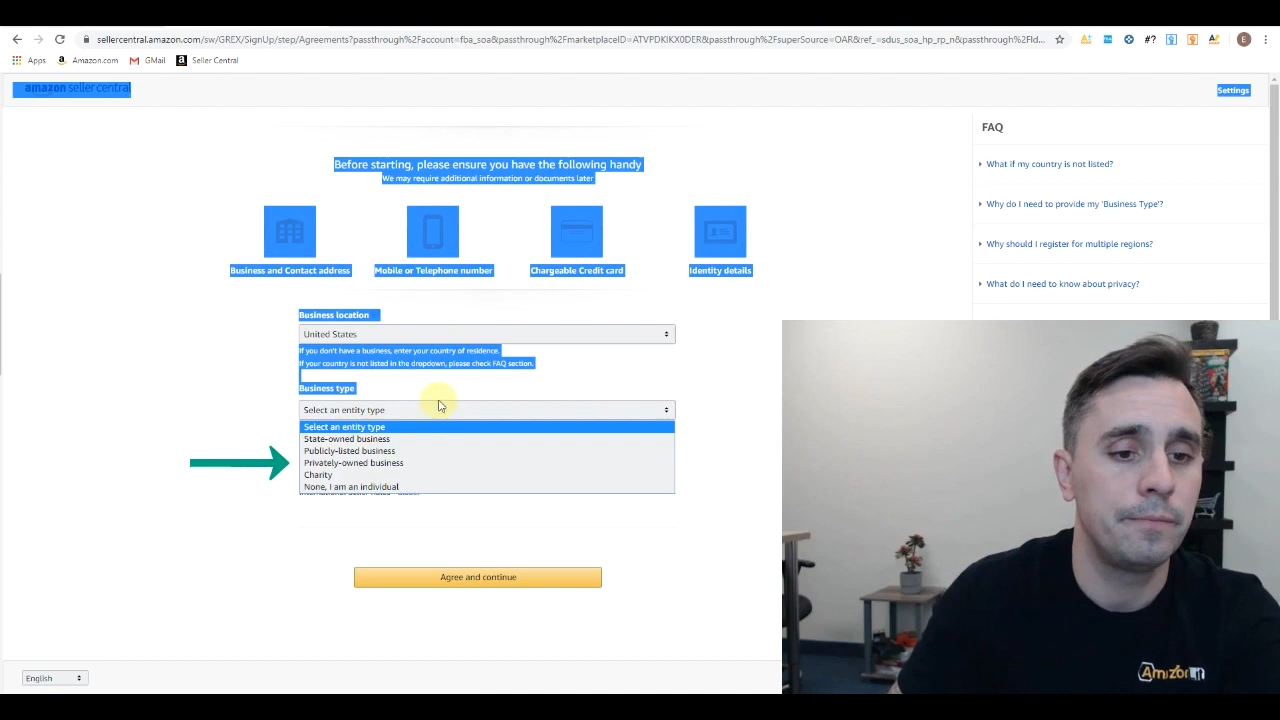 sellercentral.amazon.com/sw/GREX/SignUp/step/Agreements?passthrough%2Faccount=fba_soa&passthrough%2FmarketplaceID=ATVPDKIKX0DER&passthrough%2FsuperSource=OAR&ref_=sdus_soa_hp_rp_n&passthrough%2Fld... #? E
Apps Amazon.com GMail Seller Central
amazon seller central Settings
FAQ
What if my country is not listed?
Why do I need to provide my 'Business Type'?
Why should I register for multiple regions?
What do I need to know about privacy?
Before starting, please ensure you have the following handy
We may require additional information or documents later
Business and Contact address Mobile or Telephone number Chargeable Credit card Identity details
Business location
United States
If you don't have a business, enter your country of residence.
If your country is not listed in the dropdown, please check FAQ section.
Business type
Select an entity type
Select an entity type
State-owned business
Publicly-listed business
Privately-owned business
Charity
None, I am an individual
Agree and continue
English
Amazon it